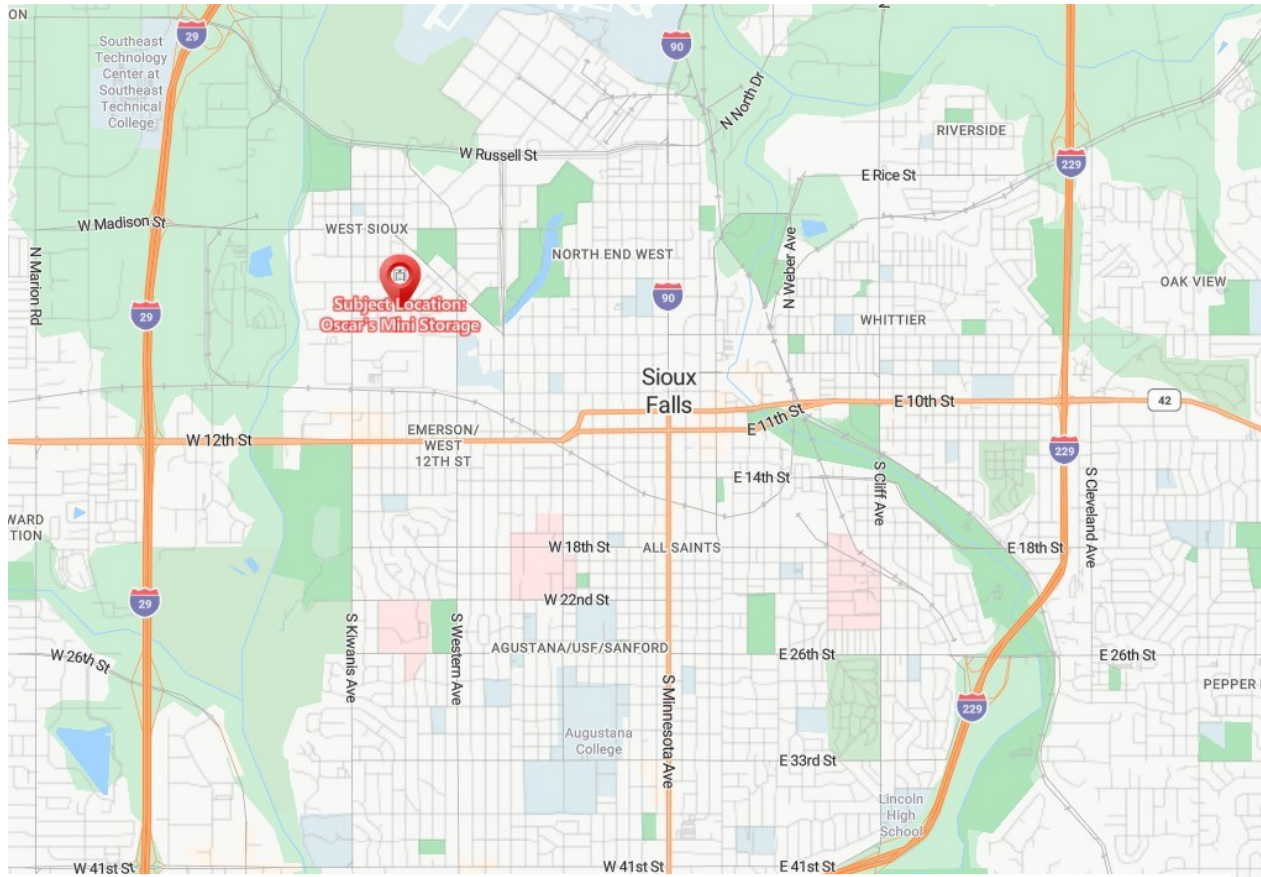 ON
29
Southeast
Technology
Center at
Southeast
Technical
College
90
N North Dr
W Russell St
RIVERSIDE
229
E Rice St
W Madison St
WEST SIOUX
N Marion Rd
NORTH END WEST
N Weber Ave
OAK VIEW
Subject Location:
Oscar's Mini Storage
29
90
WHITTIER
Sioux
Falls
E 10th St
42
E 11th St
W 12th St
EMERSON/
WEST
12TH ST
229
E 14th St
S Cliff Ave
S Cleveland Ave
WARD
TION
W 18th St
ALL SAINTS
E 18th St
29
W 22nd St
S Kiwanis Ave
S Western Ave
AGUSTANA/USF/SANFORD
W 26th St
E 26th St
E 26th St
S Minnesota Ave
PEPPER
229
Augustana
College
E 33rd St
Lincoln
High
School
W 41st St
W 41st St
E 41st St